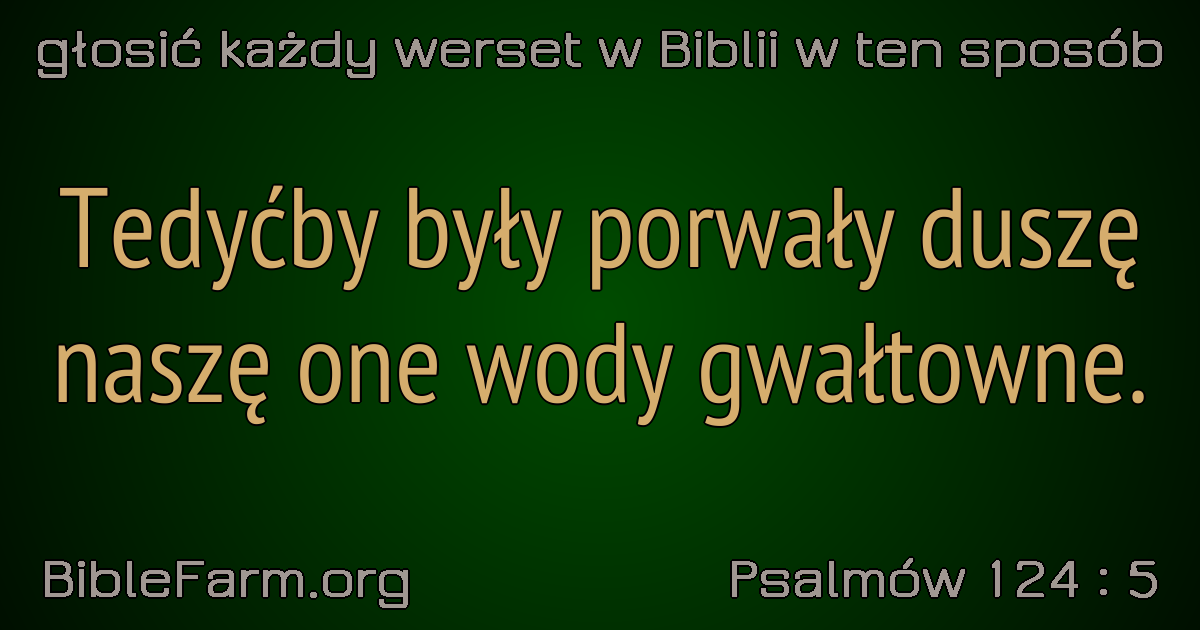 głosić każdy werset w Biblii w ten sposób
Tedyćby były porwały duszę
naszę one wody gwałtowne.
BibleFarm.org
Psalmów 124 : 5